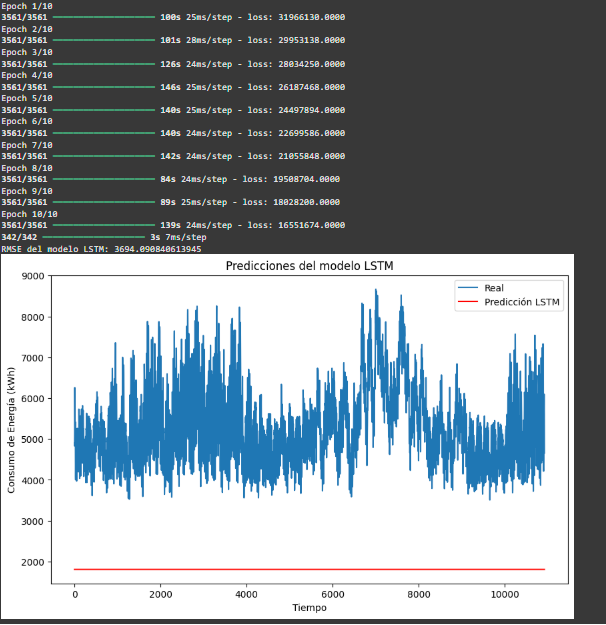 Epoch 1/10
3561/3561 ━━━━━━━━━━━━━━━━━━━━ 100s 25ms/step - loss: 31966130.0000
Epoch 2/10
3561/3561 ━━━━━━━━━━━━━━━━━━━━ 101s 28ms/step - loss: 29953138.0000
Epoch 3/10
3561/3561 ━━━━━━━━━━━━━━━━━━━━ 126s 24ms/step - loss: 28034250.0000
Epoch 4/10
3561/3561 ━━━━━━━━━━━━━━━━━━━━ 146s 25ms/step - loss: 26187468.0000
Epoch 5/10
3561/3561 ━━━━━━━━━━━━━━━━━━━━ 140s 25ms/step - loss: 24497894.0000
Epoch 6/10
3561/3561 ━━━━━━━━━━━━━━━━━━━━ 140s 24ms/step - loss: 22699586.0000
Epoch 7/10
3561/3561 ━━━━━━━━━━━━━━━━━━━━ 142s 24ms/step - loss: 21055848.0000
Epoch 8/10
3561/3561 ━━━━━━━━━━━━━━━━━━━━ 84s 24ms/step - loss: 19508704.0000
Epoch 9/10
3561/3561 ━━━━━━━━━━━━━━━━━━━━ 89s 25ms/step - loss: 18028200.0000
Epoch 10/10
3561/3561 ━━━━━━━━━━━━━━━━━━━━ 139s 24ms/step - loss: 16551674.0000
342/342 ━━━━━━━━━━━━━━━━━━━━ 3s 7ms/step
RMSE del modelo LSTM: 3694.090840613945
Predicciones del modelo LSTM
Real
Predicción LSTM
Consumo de Energía (kWh)
9000
8000
7000
6000
5000
4000
3000
2000
0 2000 4000 6000 8000 10000
Tiempo